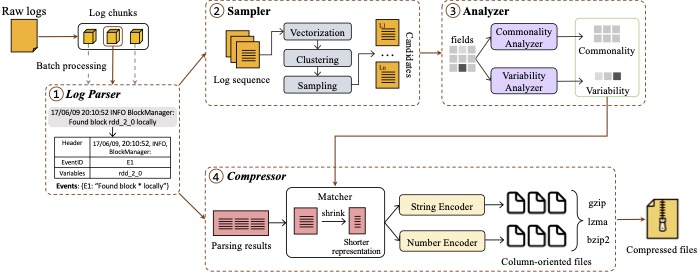 Raw logs
Log chunks
Batch processing
① Log Parser
17/06/09 20:10:52 INFO BlockManager:
Found block rdd_2_0 locally
Header
17/06/09, 20:10:52, INFO,
BlockManager:
EventID
E1
Variables
rdd_2_0
Events: {E1: "Found block * locally"}
② Sampler
Log sequence
Vectorization
Clustering
Sampling
L1
...
Ln
Candidates
③ Analyzer
fields
Commonality
Analyzer
Variability
Analyzer
Commonality
Variability
④ Compressor
Parsing results
Matcher
shrink
Shorter
representation
String Encoder
Number Encoder
Column-oriented files
gzip
lzma
bzip2
Compressed files